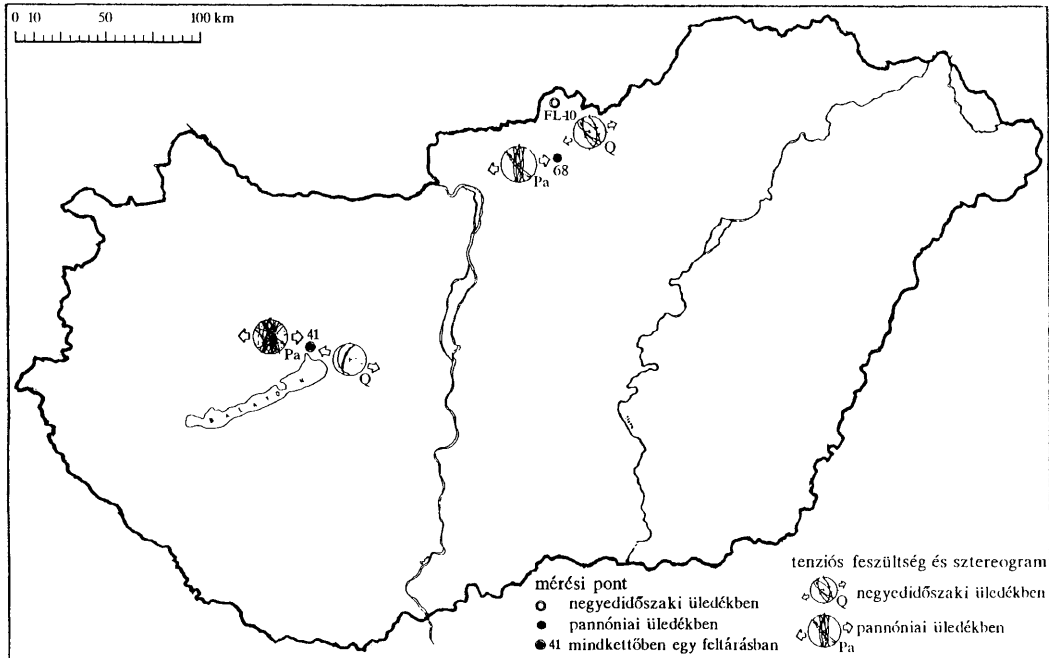 0 10 50 100 km
FL-10
Q
68
Pa
41
Pa
Q
BALATON
mérési pont
negyedidőszaki üledékben
pannóniai üledékben
41 mindkettőben egy feltárásban
tenziós feszültség és sztereogram
Q negyedidőszaki üledékben
Pa pannóniai üledékben